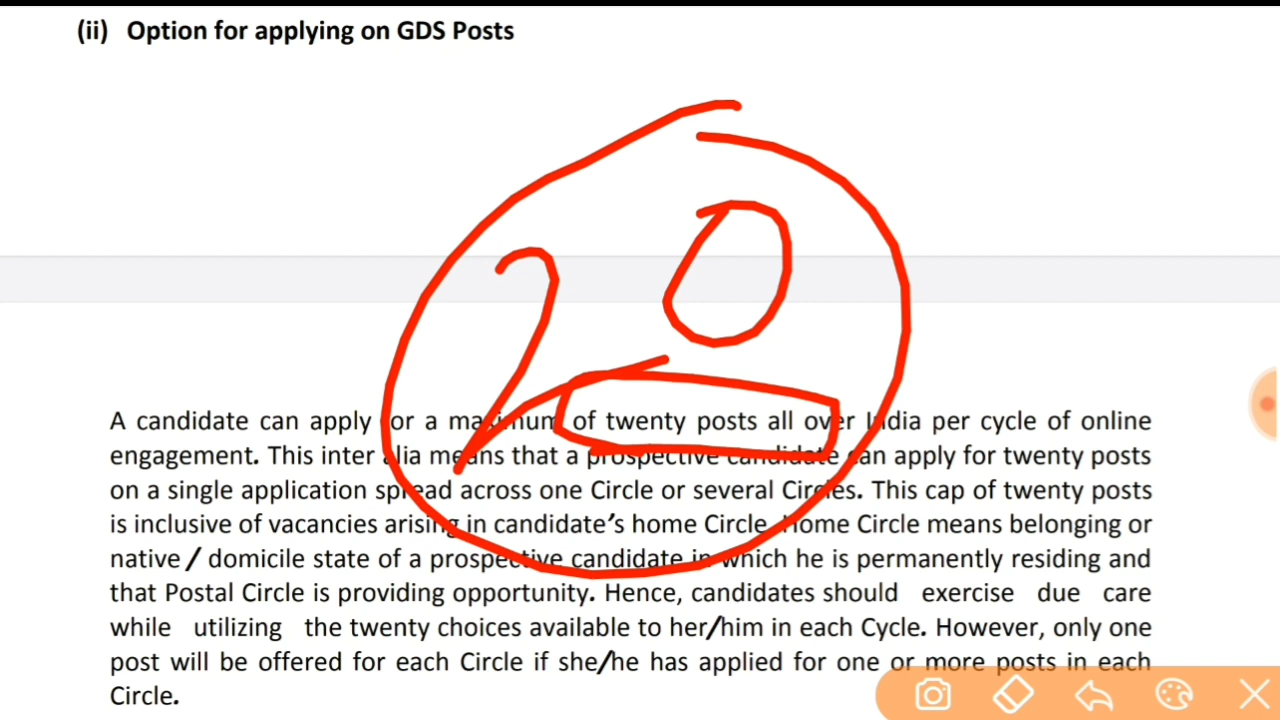 (ii) Option for applying on GDS Posts
20
A candidate can apply for a maximum of twenty posts all over India per cycle of online
engagement. This inter alia means that a prospective candidate can apply for twenty posts
on a single application spread across one Circle or several Circles. This cap of twenty posts
is inclusive of vacancies arising in candidate's home Circle. Home Circle means belonging or
native / domicile state of a prospective candidate in which he is permanently residing and
that Postal Circle is providing opportunity. Hence, candidates should exercise due care
while utilizing the twenty choices available to her/him in each Cycle. However, only one
post will be offered for each Circle if she/he has applied for one or more posts in each
Circle.